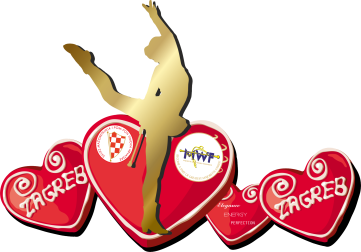 ZAGREB
MWF
ZAGREB
Elegance
ENERGY
PERFECTION